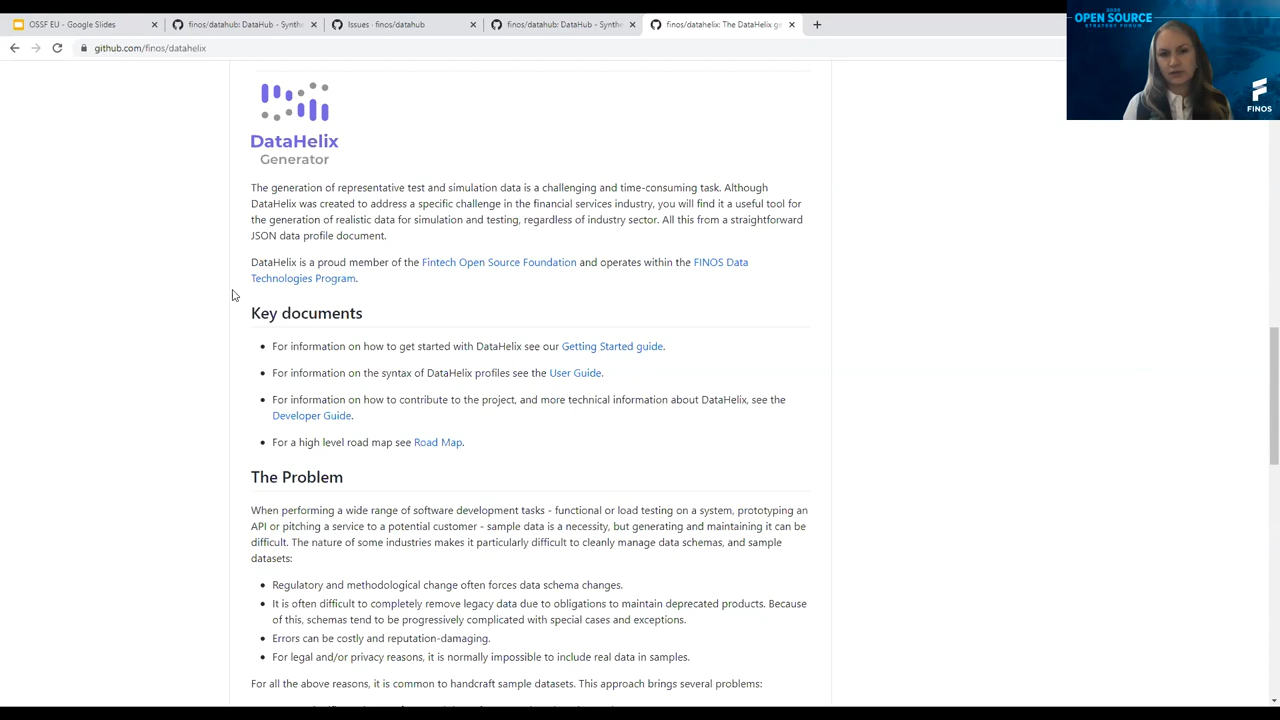 OSSF EU - Google Slides
finos/datahub: DataHub - Synthe
Issues · finos/datahub
finos/datahub: DataHub - Synthe
finos/datahelix: The DataHelix ge
github.com/finos/datahelix
2020
OPEN SOURCE
STRATEGY FORUM
FINOS
DataHelix
Generator
The generation of representative test and simulation data is a challenging and time-consuming task. Although
DataHelix was created to address a specific challenge in the financial services industry, you will find it a useful tool for
the generation of realistic data for simulation and testing, regardless of industry sector. All this from a straightforward
JSON data profile document.
DataHelix is a proud member of the Fintech Open Source Foundation and operates within the FINOS Data
Technologies Program.
Key documents
For information on how to get started with DataHelix see our Getting Started guide.
For information on the syntax of DataHelix profiles see the User Guide.
For information on how to contribute to the project, and more technical information about DataHelix, see the
Developer Guide.
For a high level road map see Road Map.
The Problem
When performing a wide range of software development tasks - functional or load testing on a system, prototyping an
API or pitching a service to a potential customer - sample data is a necessity, but generating and maintaining it can be
difficult. The nature of some industries makes it particularly difficult to cleanly manage data schemas, and sample
datasets:
Regulatory and methodological change often forces data schema changes.
It is often difficult to completely remove legacy data due to obligations to maintain deprecated products. Because
of this, schemas tend to be progressively complicated with special cases and exceptions.
Errors can be costly and reputation-damaging.
For legal and/or privacy reasons, it is normally impossible to include real data in samples.
For all the above reasons, it is common to handcraft sample datasets. This approach brings several problems: